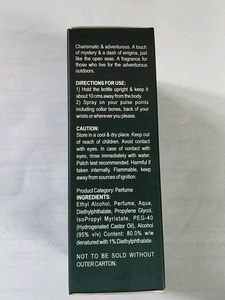 Charismatic & adventurous. A touch
of mystery & a dash of enigma, just
like the open seas. A fragrance for
those who live for the adventurous
outdoors.
DIRECTIONS FOR USE:
1) Hold the bottle upright & keep it
about 10 cms away from the body.
2) Spray on your pulse points
including collar bones, back of your
wrists or wherever you please.
CAUTION:
Store in a cool & dry place. Keep out
of reach of children. Avoid contact
with eyes. In case of contact with
eyes, rinse immediately with water.
Patch test recommended. Harmful if
taken internally. Flammable, keep
away from sources of ignition.
Product Category: Perfume
INGREDIENTS:
Ethyl Alcohol, Perfume, Aqua,
Diethylphthalate, Propylene Glycol,
IsoPropyl Myristate, PEG-40
(Hydrogenated Castor Oil), Alcohol
(95% v/v) Content: 80.0% w/w
denatured with 1% Diethylphthalate.
NOT TO BE SOLD WITHOUT
OUTER CARTON.